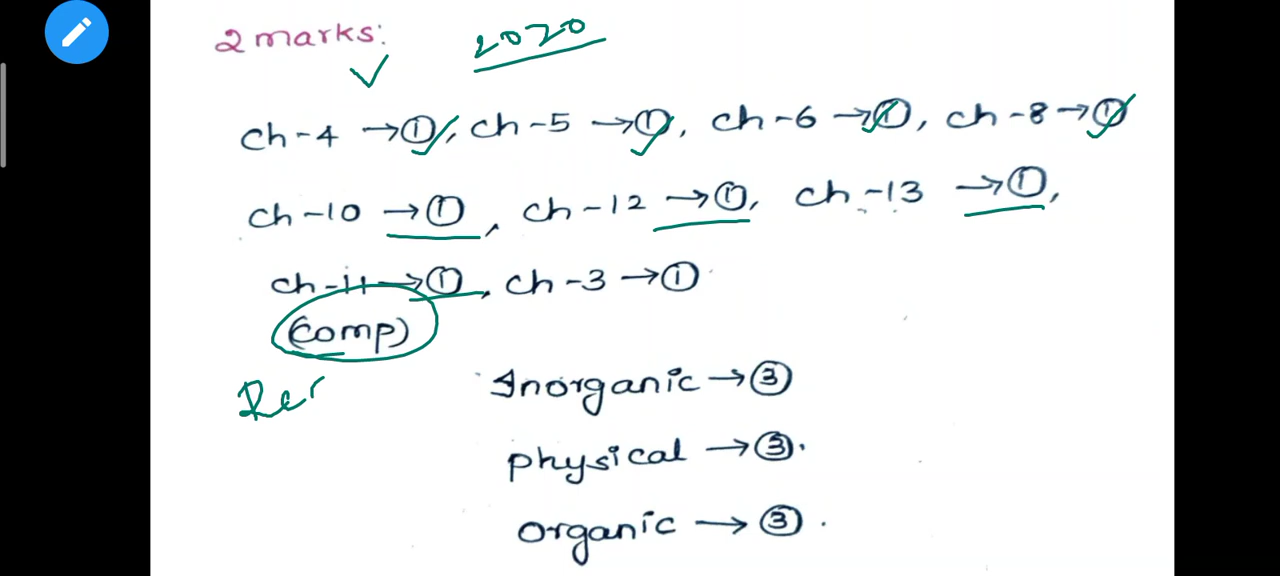 2 marks: 2020
ch-4 → ①, ch-5 → ①, ch-6 → ①, ch-8 → ①
ch-10 → ①, ch-12 → ①, ch-13 → ①,
ch-11 → ①, ch-3 → ①
(comp)
Inorganic → ③
Rer
physical → ③.
organic → ③.